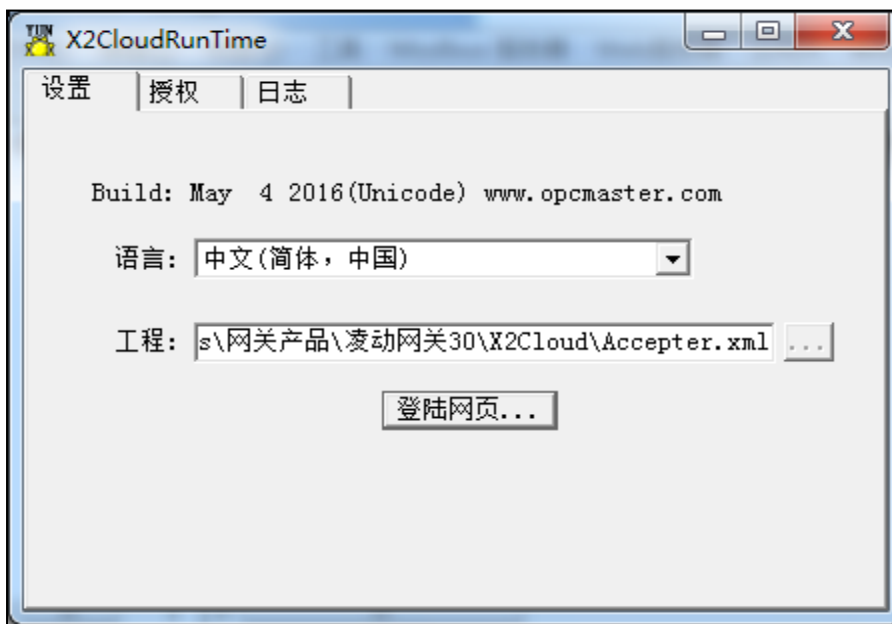 X2CloudRunTime
设置 授权 日志
Build: May  4 2016(Unicode) www.opcmaster.com
语言: 中文(简体，中国)
工程: s\网关产品\凌动网关30\X2Cloud\Accepter.xml ...
登陆网页...